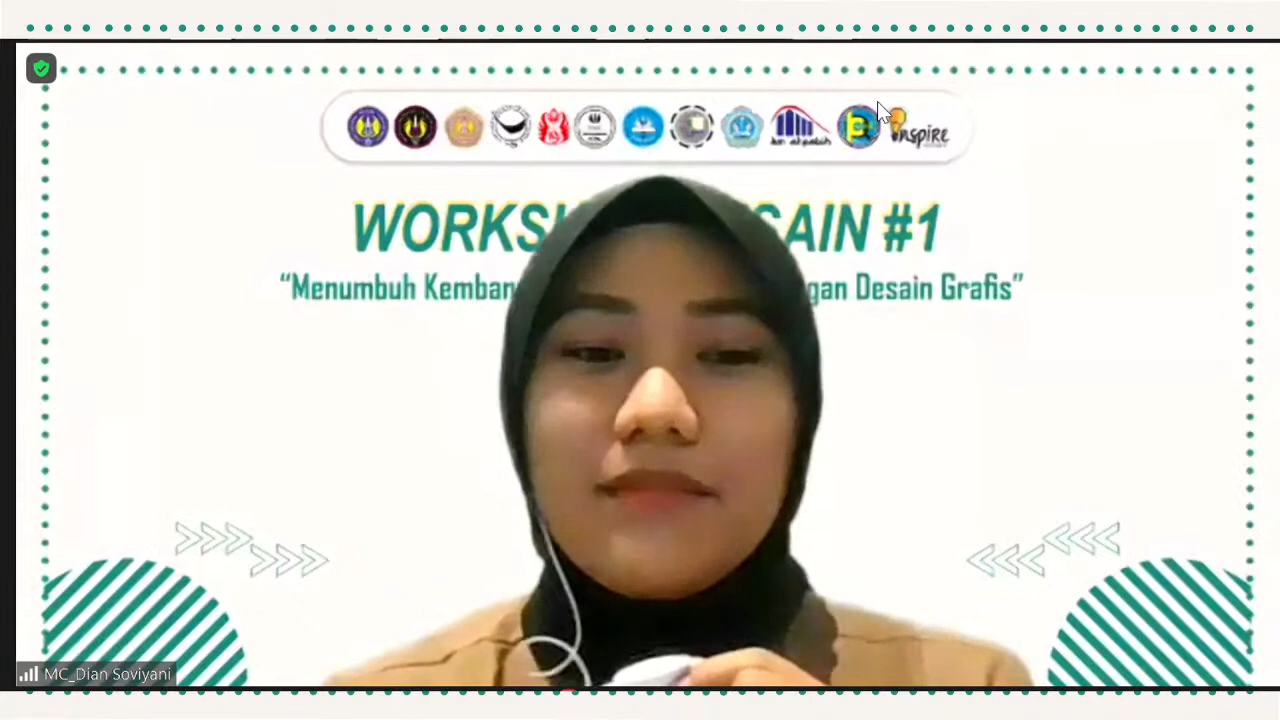 inspire
WORKS SAIN #1
“Menumbuh Kemban gan Desain Grafis”
MC_Dian Soviyani